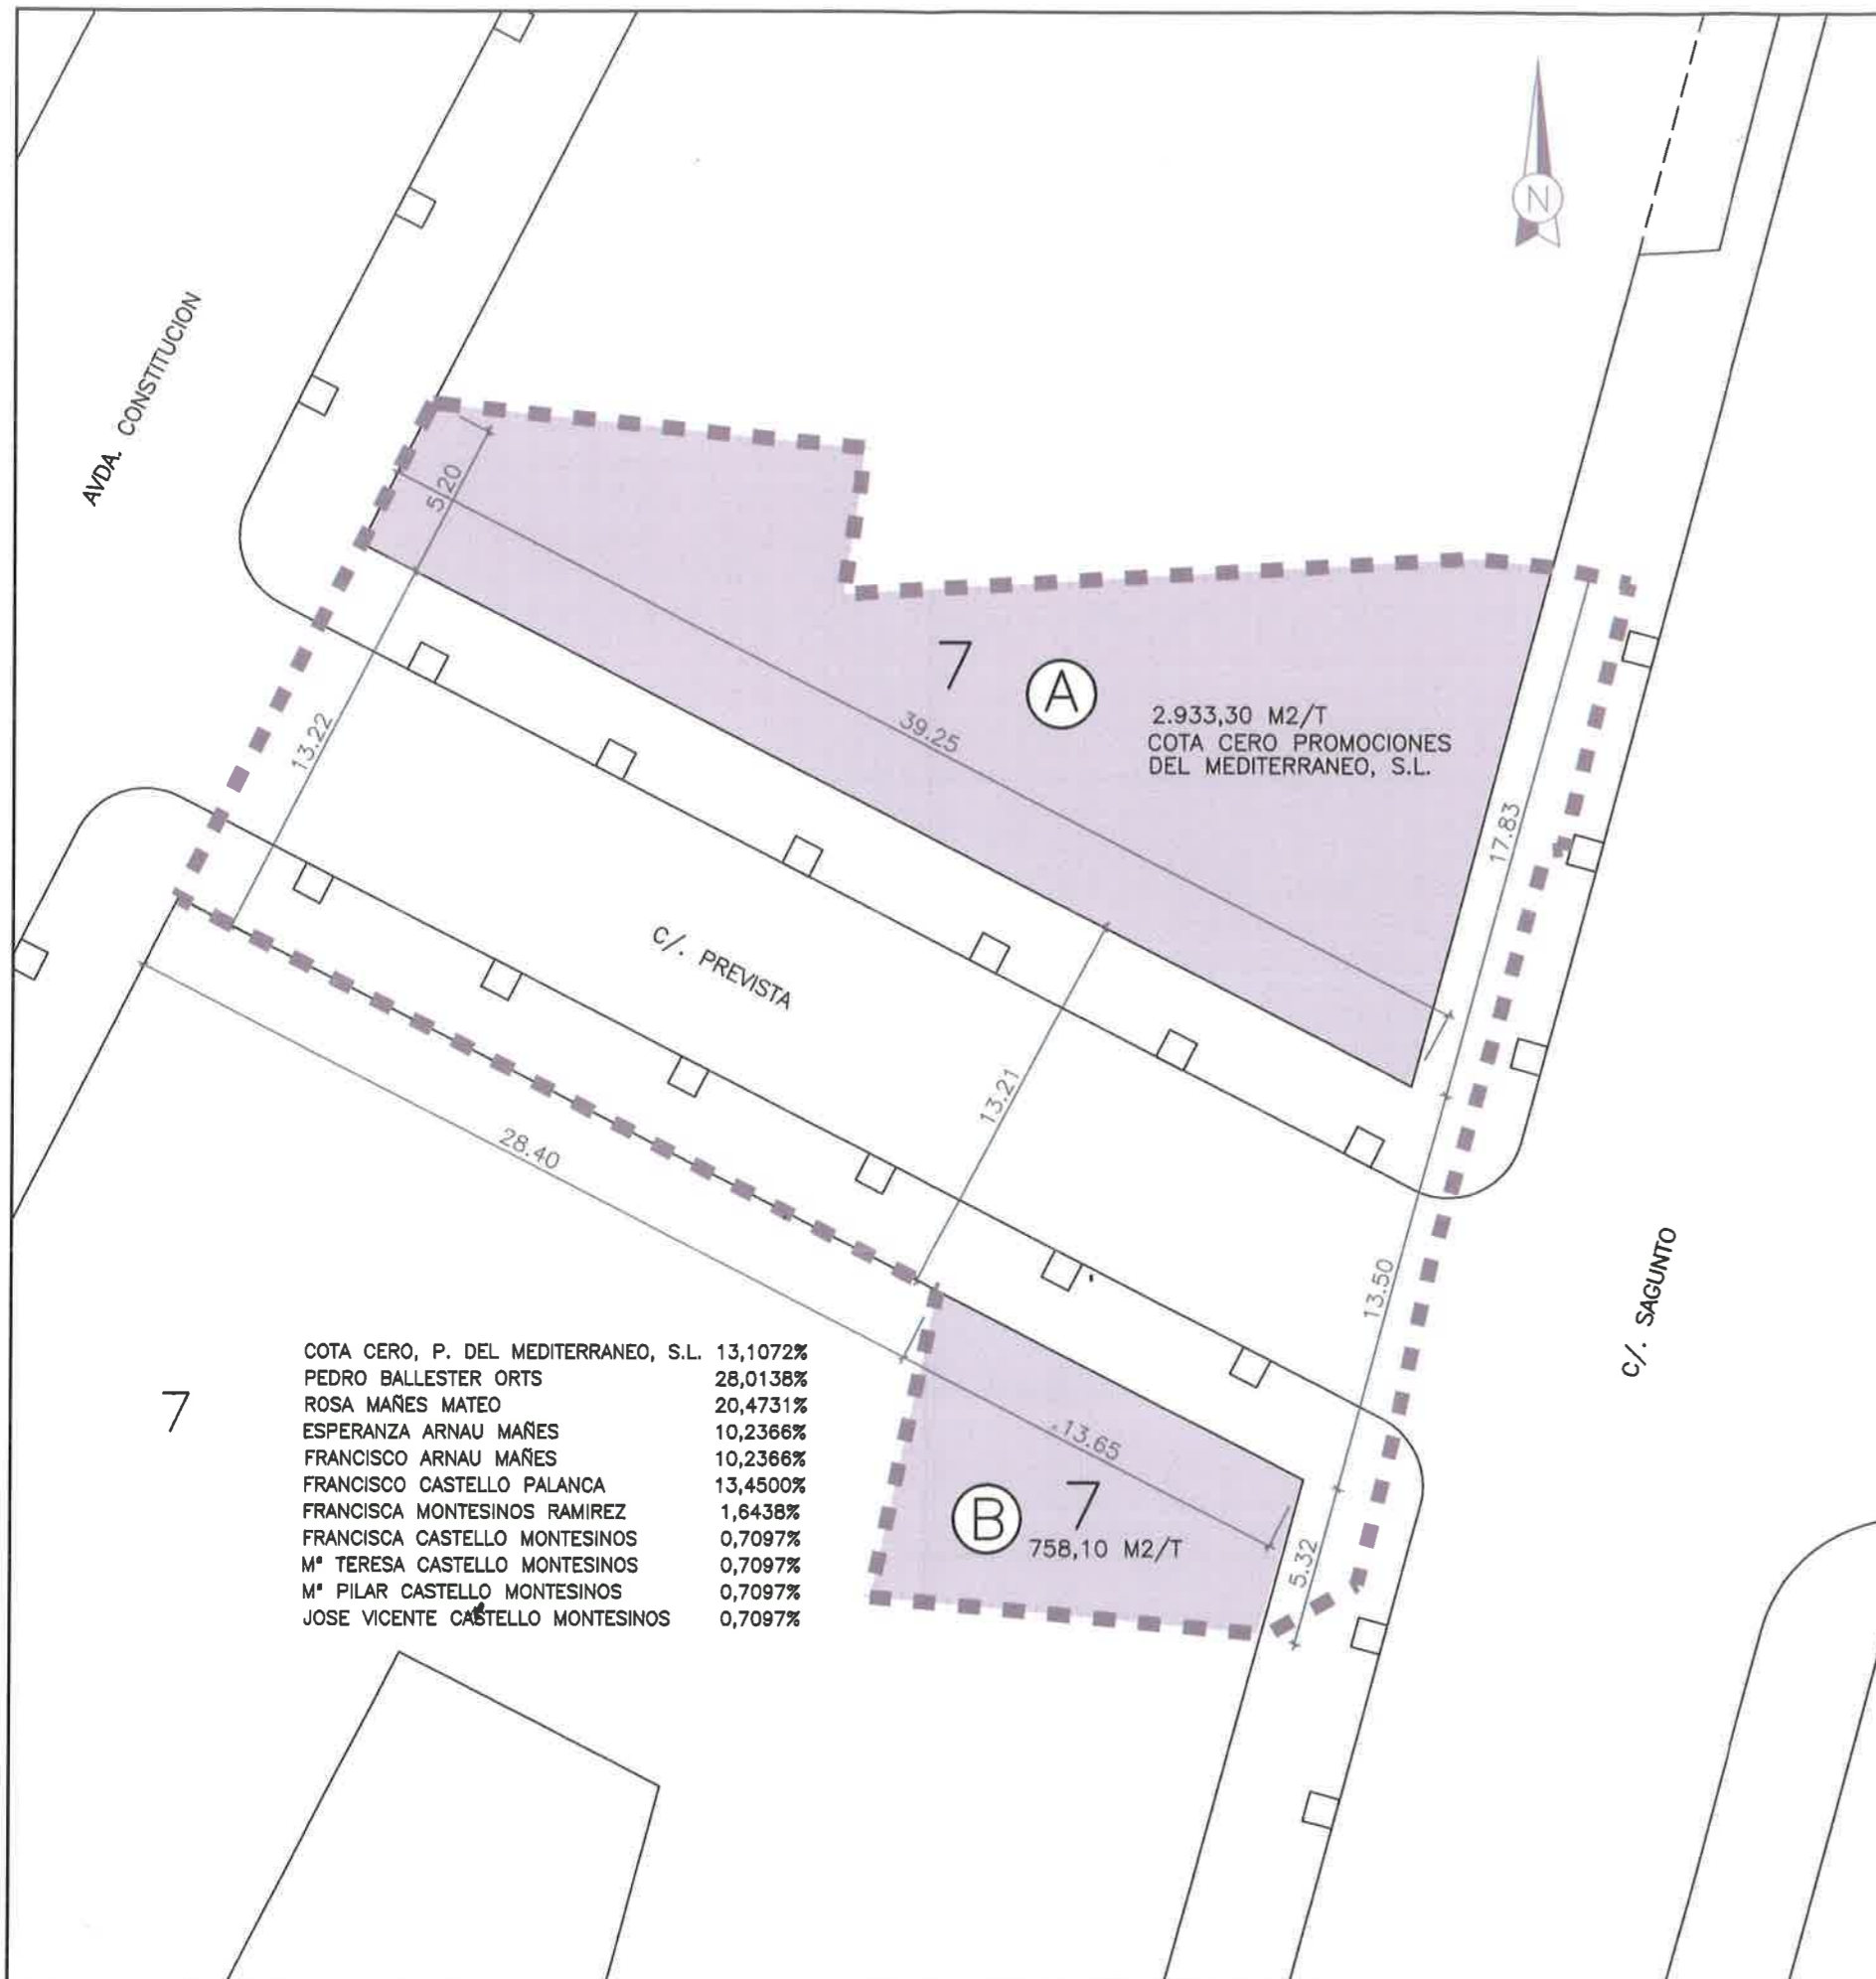 N
AVDA. CONSTITUCION
5.20
7
A
2.933,30 M2/T
COTA CERO PROMOCIONES
DEL MEDITERRANEO, S.L.
39.25
13.22
17.83
C/. PREVISTA
13.21
28.40
13.50
C/. SAGUNTO
7
COTA CERO, P. DEL MEDITERRANEO, S.L. 13,1072%
PEDRO BALLESTER ORTS 28,0138%
ROSA MAÑES MATEO 20,4731%
ESPERANZA ARNAU MAÑES 10,2366%
FRANCISCO ARNAU MAÑES 10,2366%
FRANCISCO CASTELLO PALANCA 13,4500%
FRANCISCA MONTESINOS RAMIREZ 1,6438%
FRANCISCA CASTELLO MONTESINOS 0,7097%
Mª TERESA CASTELLO MONTESINOS 0,7097%
Mª PILAR CASTELLO MONTESINOS 0,7097%
JOSE VICENTE CASTELLO MONTESINOS 0,7097%
13.65
B
7
758,10 M2/T
5.32